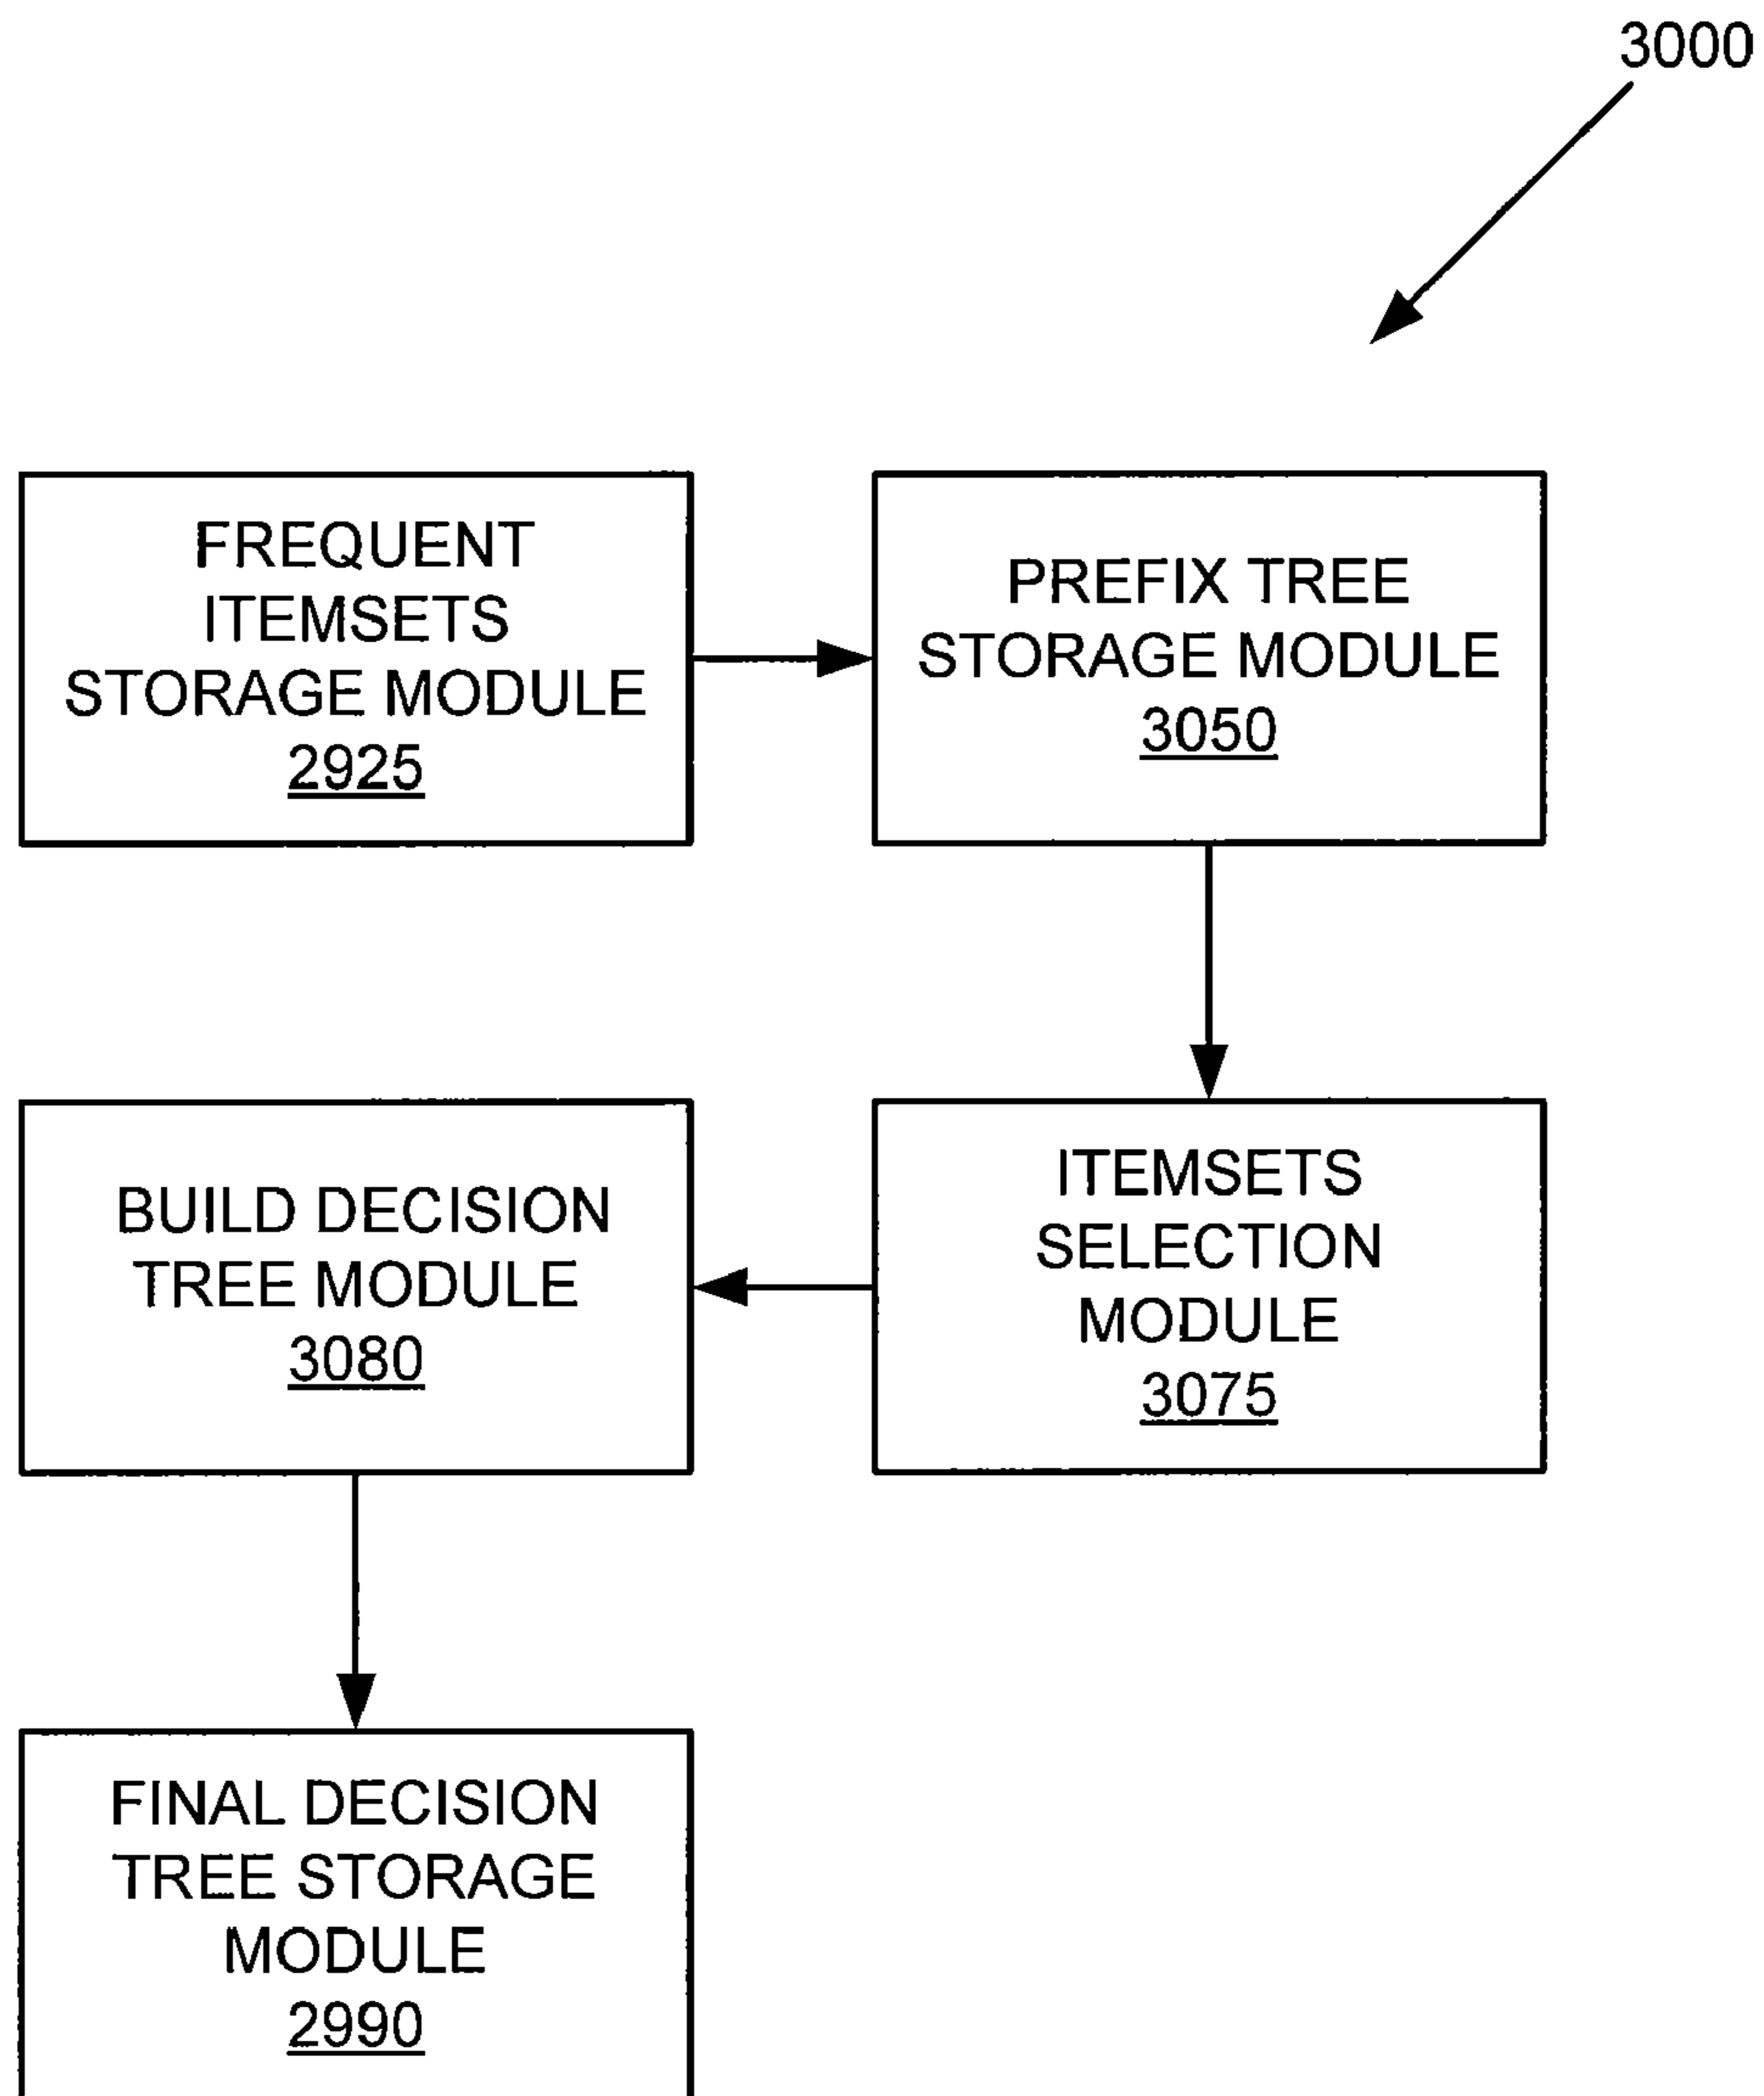 3000
FREQUENT
ITEMSETS
STORAGE MODULE
2925
PREFIX TREE
STORAGE MODULE
3050
BUILD DECISION
TREE MODULE
3080
ITEMSETS
SELECTION
MODULE
3075
FINAL DECISION
TREE STORAGE
MODULE
2990